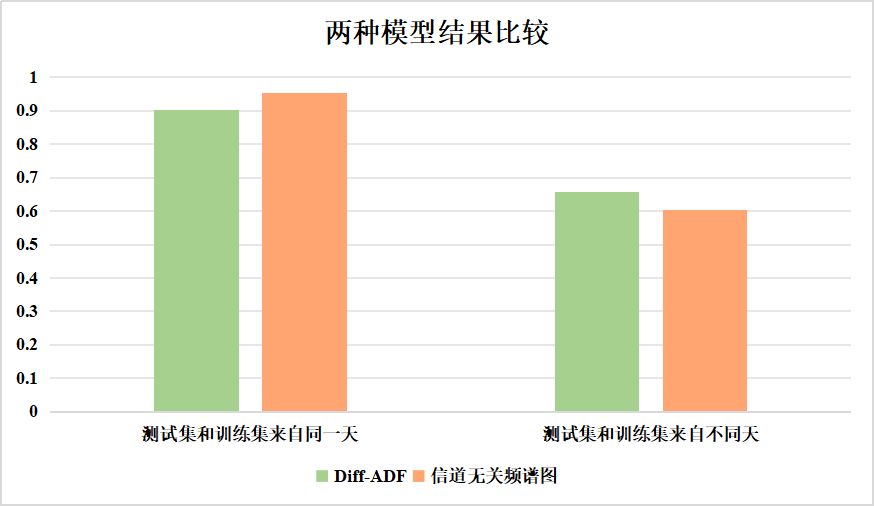 两种模型结果比较
1
0.9
0.8
0.7
0.6
0.5
0.4
0.3
0.2
0.1
0
测试集和训练集来自同一天
测试集和训练集来自不同天
Diff-ADF
信道无关频谱图